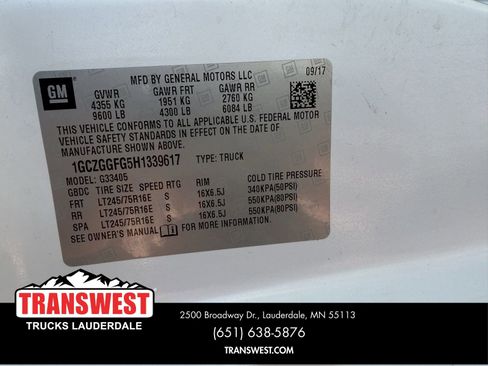 GM
MFD BY GENERAL MOTORS LLC
09/17
GVWR GAWR FRT GAWR RR
4355 KG 1951 KG 2760 KG
9600 LB 4300 LB 6084 LB
THIS VEHICLE CONFORMS TO ALL APPLICABLE U.S. FEDERAL MOTOR
VEHICLE SAFETY STANDARDS IN EFFECT ON THE DATE OF
MANUFACTURE SHOWN ABOVE.
1GCZGGFG5H1339617 TYPE: TRUCK
MODEL: G33405
GBDC TIRE SIZE SPEED RTG RIM COLD TIRE PRESSURE
FRT LT245/75R16E S 16X6.5J 340KPA(50PSI)
RR LT245/75R16E S 16X6.5J 550KPA(80PSI)
SPA LT245/75R16E S 16X6.5J 550KPA(80PSI)
SEE OWNER'S MANUAL FOR MORE INFORMATION.
TRANSWEST
TRUCKS LAUDERDALE
2500 Broadway Dr., Lauderdale, MN 55113
(651) 638-5876
TRANSWEST.COM